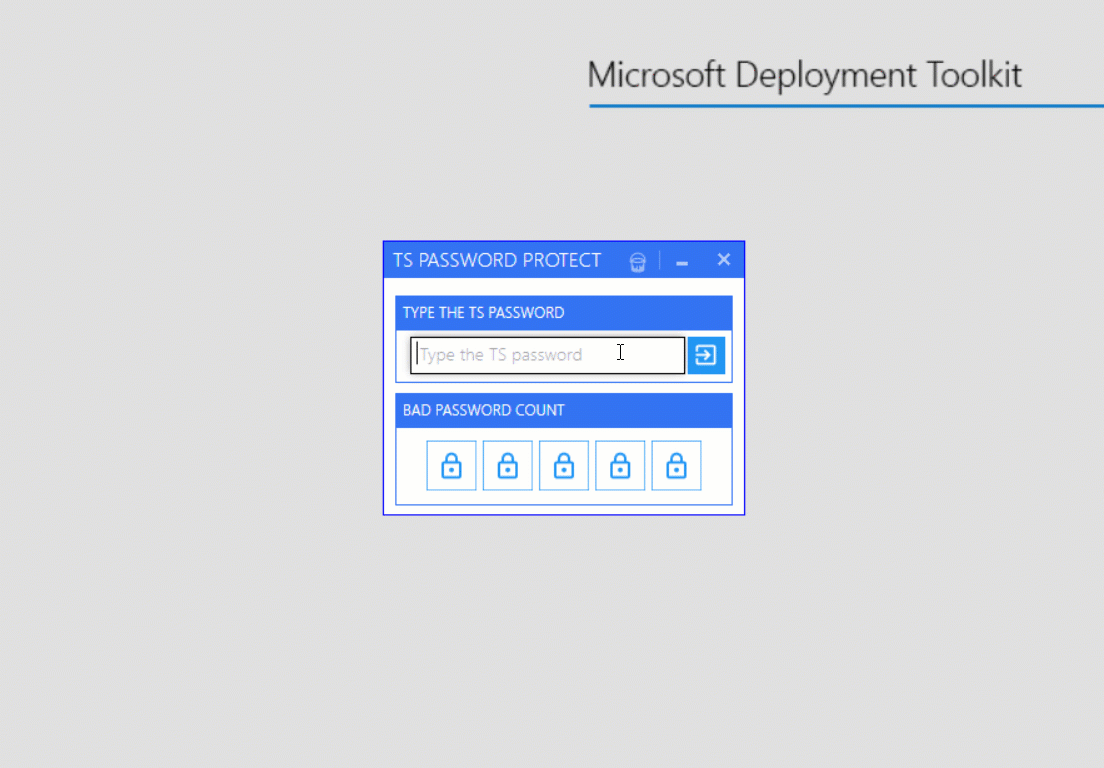 Microsoft Deployment Toolkit
TS PASSWORD PROTECT
TYPE THE TS PASSWORD
Type the TS password
BAD PASSWORD COUNT